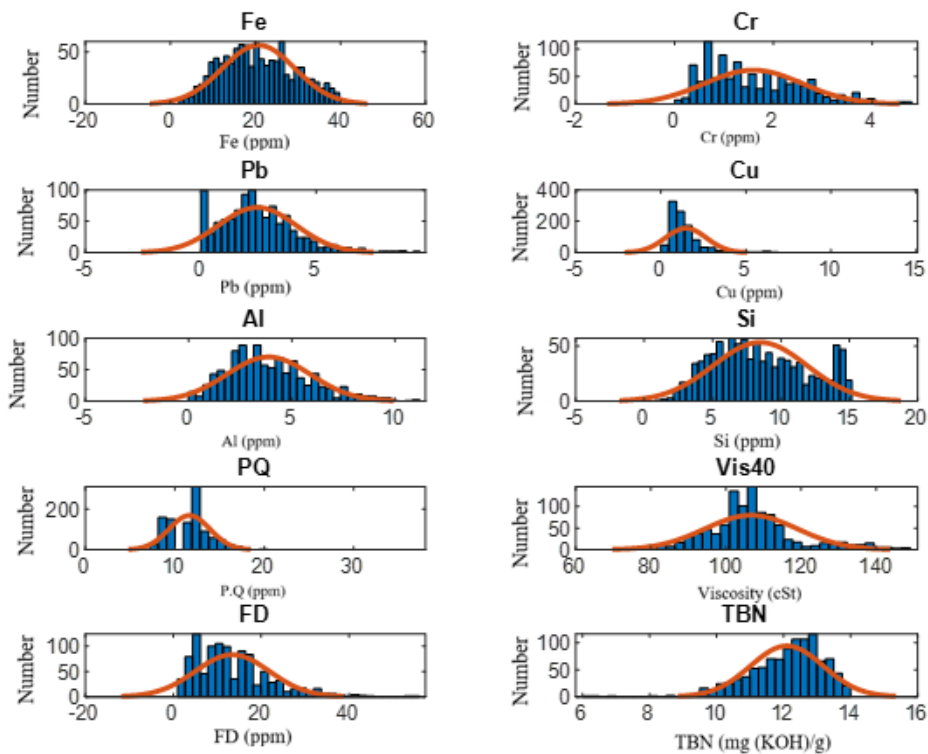 Fe
50
0
Number
-20 0 20 40 60
Fe (ppm)
Cr
100
50
0
Number
-2 0 2 4
Cr (ppm)
Pb
100
50
0
Number
-5 0 5
Pb (ppm)
Cu
400
200
0
Number
-5 0 5 10 15
Cu (ppm)
Al
100
50
0
Number
-5 0 5 10
Al (ppm)
Si
50
0
Number
-5 0 5 10 15 20
Si (ppm)
PQ
200
0
Number
0 10 20 30
P.Q (ppm)
Vis40
100
50
0
Number
60 80 100 120 140
Viscosity (cSt)
FD
100
50
0
Number
0 20 40
FD (ppm)
TBN
100
50
0
Number
6 8 10 12 14 16
TBN (mg (KOH)/g)